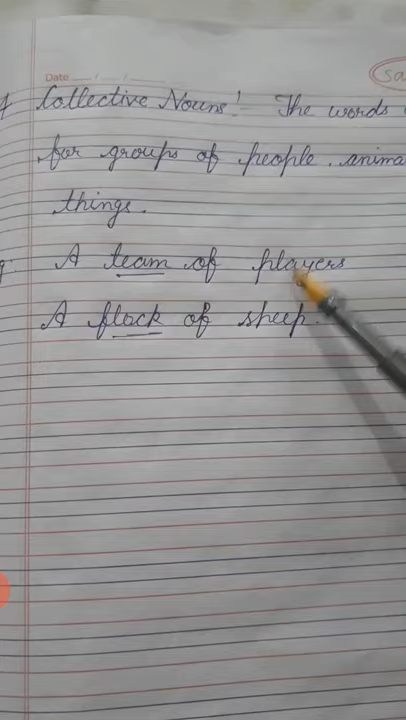 Date
Collective Nouns:- The words
for groups of people, anima
things.
A team of players
A flock of sheep.